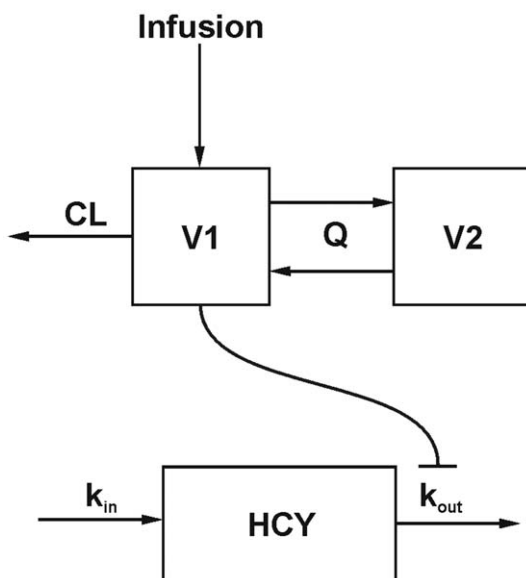 Infusion
CL
V1
Q
V2
kin
kout
HCY